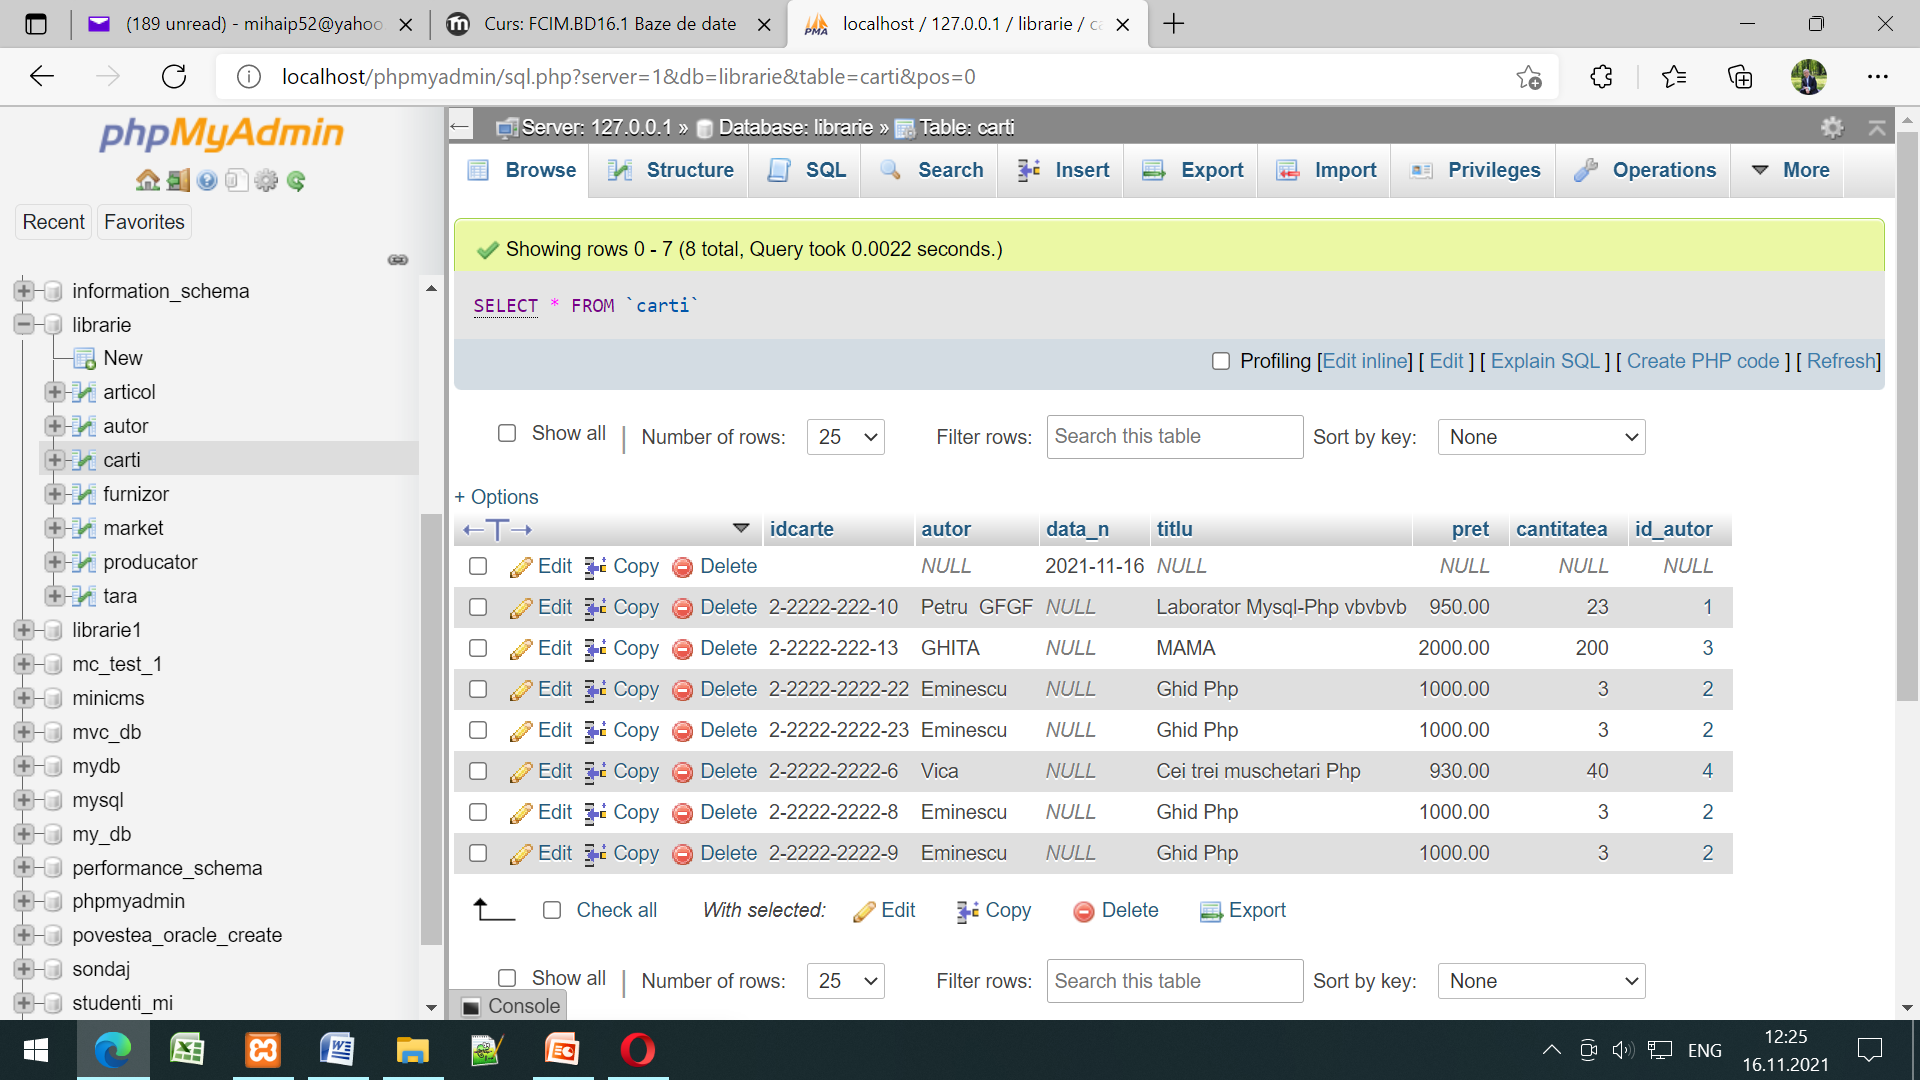 (189 unread) - mihaip52@yahoo
Curs: FCIM.BD16.1 Baze de date
localhost / 127.0.0.1 / librarie / ca
localhost/phpmyadmin/sql.php?server=1&db=librarie&table=carti&pos=0
phpMyAdmin
Recent
Favorites
information_schema
librarie
New
articol
autor
carti
furnizor
market
producator
tara
librarie1
mc_test_1
minicms
mvc_db
mydb
mysql
my_db
performance_schema
phpmyadmin
povestea_oracle_create
sondaj
studenti_mi
Server: 127.0.0.1 » Database: librarie » Table: carti
Browse Structure SQL Search Insert Export Import Privileges Operations More
Showing rows 0 - 7 (8 total, Query took 0.0022 seconds.)
SELECT * FROM `carti`
Profiling [Edit inline] [ Edit ] [ Explain SQL ] [ Create PHP code ] [ Refresh]
Show all | Number of rows: 25 Filter rows: Search this table Sort by key: None
+ Options
←T→ idcarte autor data_n titlu pret cantitatea id_autor
Edit Copy Delete NULL 2021-11-16 NULL NULL NULL NULL
Edit Copy Delete 2-2222-222-10 Petru GFGF NULL Laborator Mysql-Php vbvbvb 950.00 23 1
Edit Copy Delete 2-2222-222-13 GHITA NULL MAMA 2000.00 200 3
Edit Copy Delete 2-2222-2222-22 Eminescu NULL Ghid Php 1000.00 3 2
Edit Copy Delete 2-2222-2222-23 Eminescu NULL Ghid Php 1000.00 3 2
Edit Copy Delete 2-2222-2222-6 Vica NULL Cei trei muschetari Php 930.00 40 4
Edit Copy Delete 2-2222-2222-8 Eminescu NULL Ghid Php 1000.00 3 2
Edit Copy Delete 2-2222-2222-9 Eminescu NULL Ghid Php 1000.00 3 2
Check all With selected: Edit Copy Delete Export
Show all | Number of rows: 25 Filter rows: Search this table Sort by key: None
Console
ENG
12:25
16.11.2021